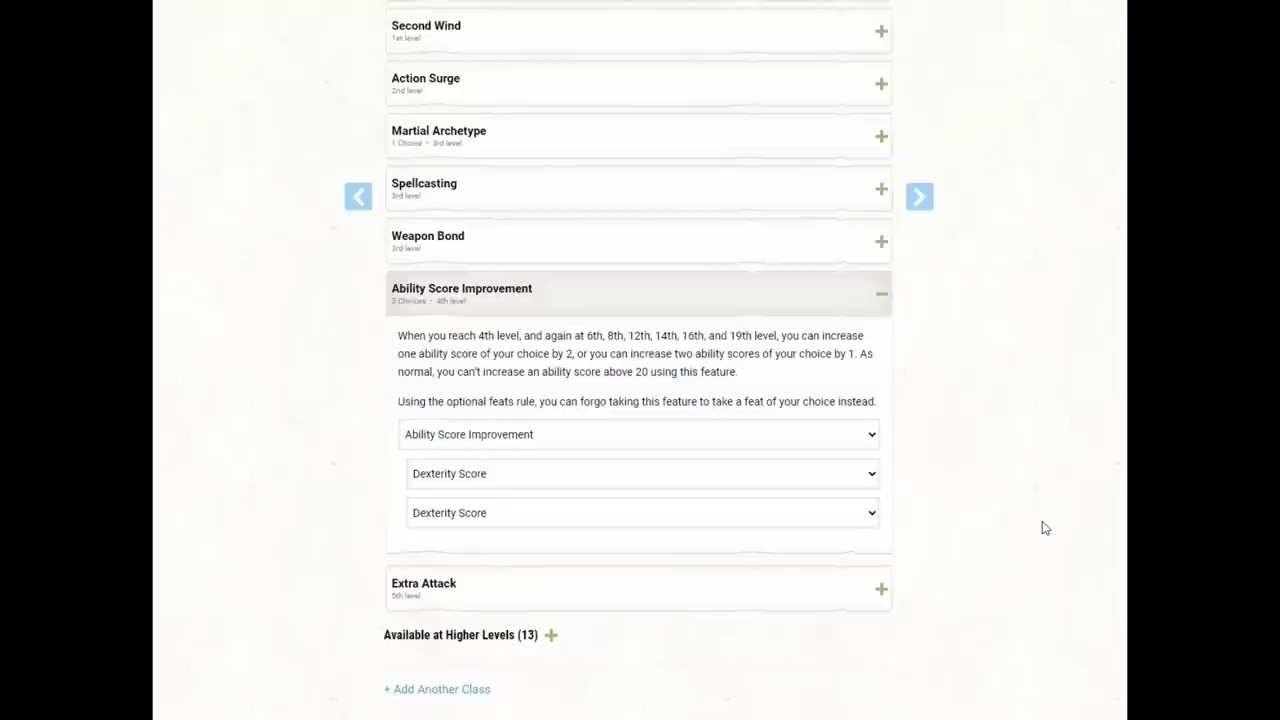 Second Wind
1st level
Action Surge
2nd level
Martial Archetype
1 Choice • 3rd level
Spellcasting
3rd level
Weapon Bond
3rd level
Ability Score Improvement
3 Choices • 4th level
When you reach 4th level, and again at 6th, 8th, 12th, 14th, 16th, and 19th level, you can increase
one ability score of your choice by 2, or you can increase two ability scores of your choice by 1. As
normal, you can't increase an ability score above 20 using this feature.
Using the optional feats rule, you can forgo taking this feature to take a feat of your choice instead.
Ability Score Improvement
Dexterity Score
Dexterity Score
Extra Attack
5th level
Available at Higher Levels (13)
+ Add Another Class